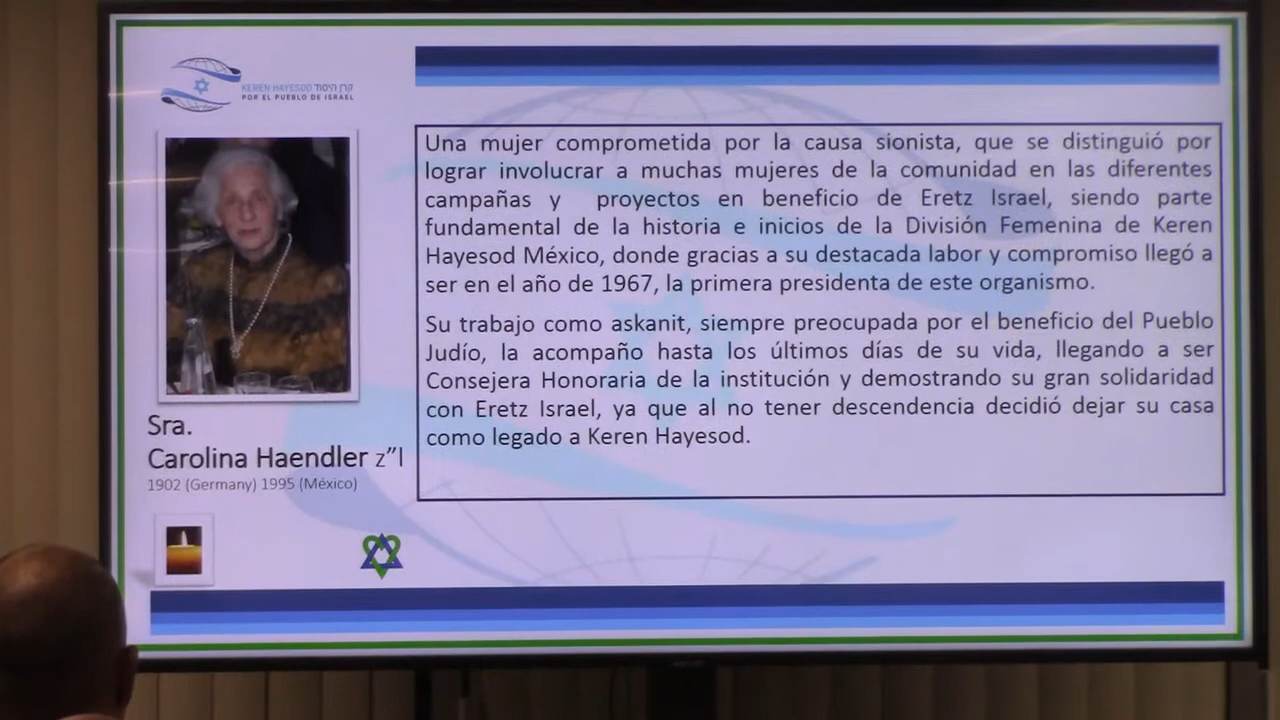 KEREN HAYESOD קרן היסוד
POR EL PUEBLO DE ISRAEL
Una mujer comprometida por la causa sionista, que se distinguió por
lograr involucrar a muchas mujeres de la comunidad en las diferentes
campañas y proyectos en beneficio de Eretz Israel, siendo parte
fundamental de la historia e inicios de la División Femenina de Keren
Hayesod México, donde gracias a su destacada labor y compromiso llegó a
ser en el año de 1967, la primera presidenta de este organismo.
Su trabajo como askanit, siempre preocupada por el beneficio del Pueblo
Judío, la acompaño hasta los últimos días de su vida, llegando a ser
Consejera Honoraria de la institución y demostrando su gran solidaridad
con Eretz Israel, ya que al no tener descendencia decidió dejar su casa
como legado a Keren Hayesod.
Sra.
Carolina Haendler z”l
1902 (Germany) 1995 (México)